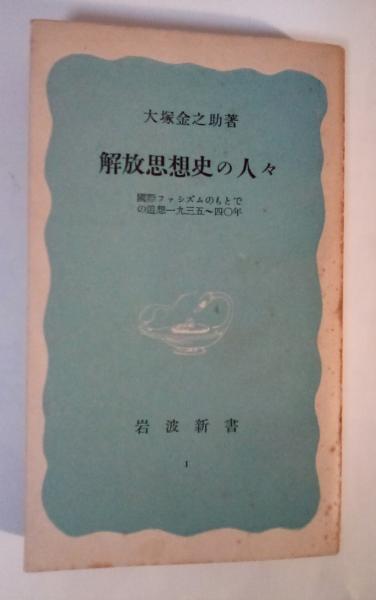 大塚金之助著
解放思想史の人々
國際ファシズムのもとで
の追想一九三五〜四〇年
岩波新書
1